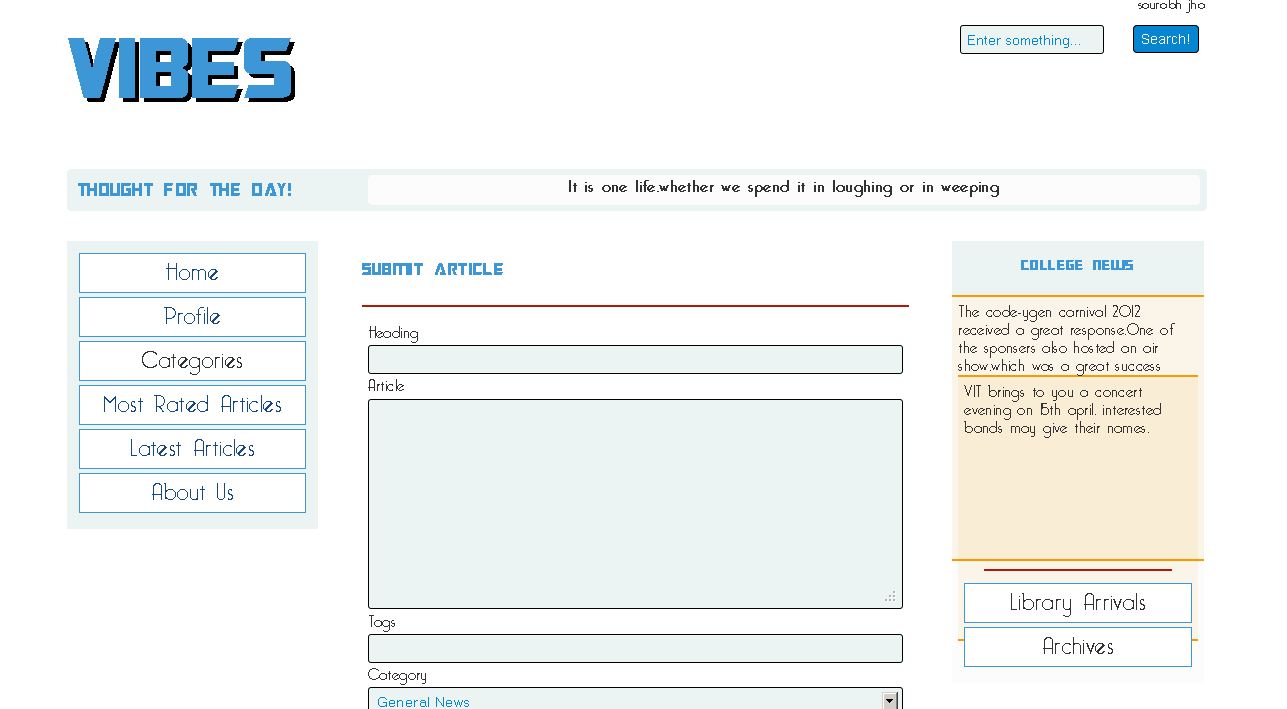 saurabh jha
VIBES
Enter something...
Search!
THOUGHT FOR THE DAY!
It is one life.whether we spend it in laughing or in weeping
Home
Profile
Categories
Most Rated Articles
Latest Articles
About Us
SUBMIT ARTICLE
Heading
Article
Tags
Category
General News
COLLEGE NEWS
The code-ygen carnival 2012
received a great response.One of
the sponsers also hosted an air
show.which was a great success
VIT brings to you a concert
evening on 15th april. interested
bands may give their names.
Library Arrivals
Archives